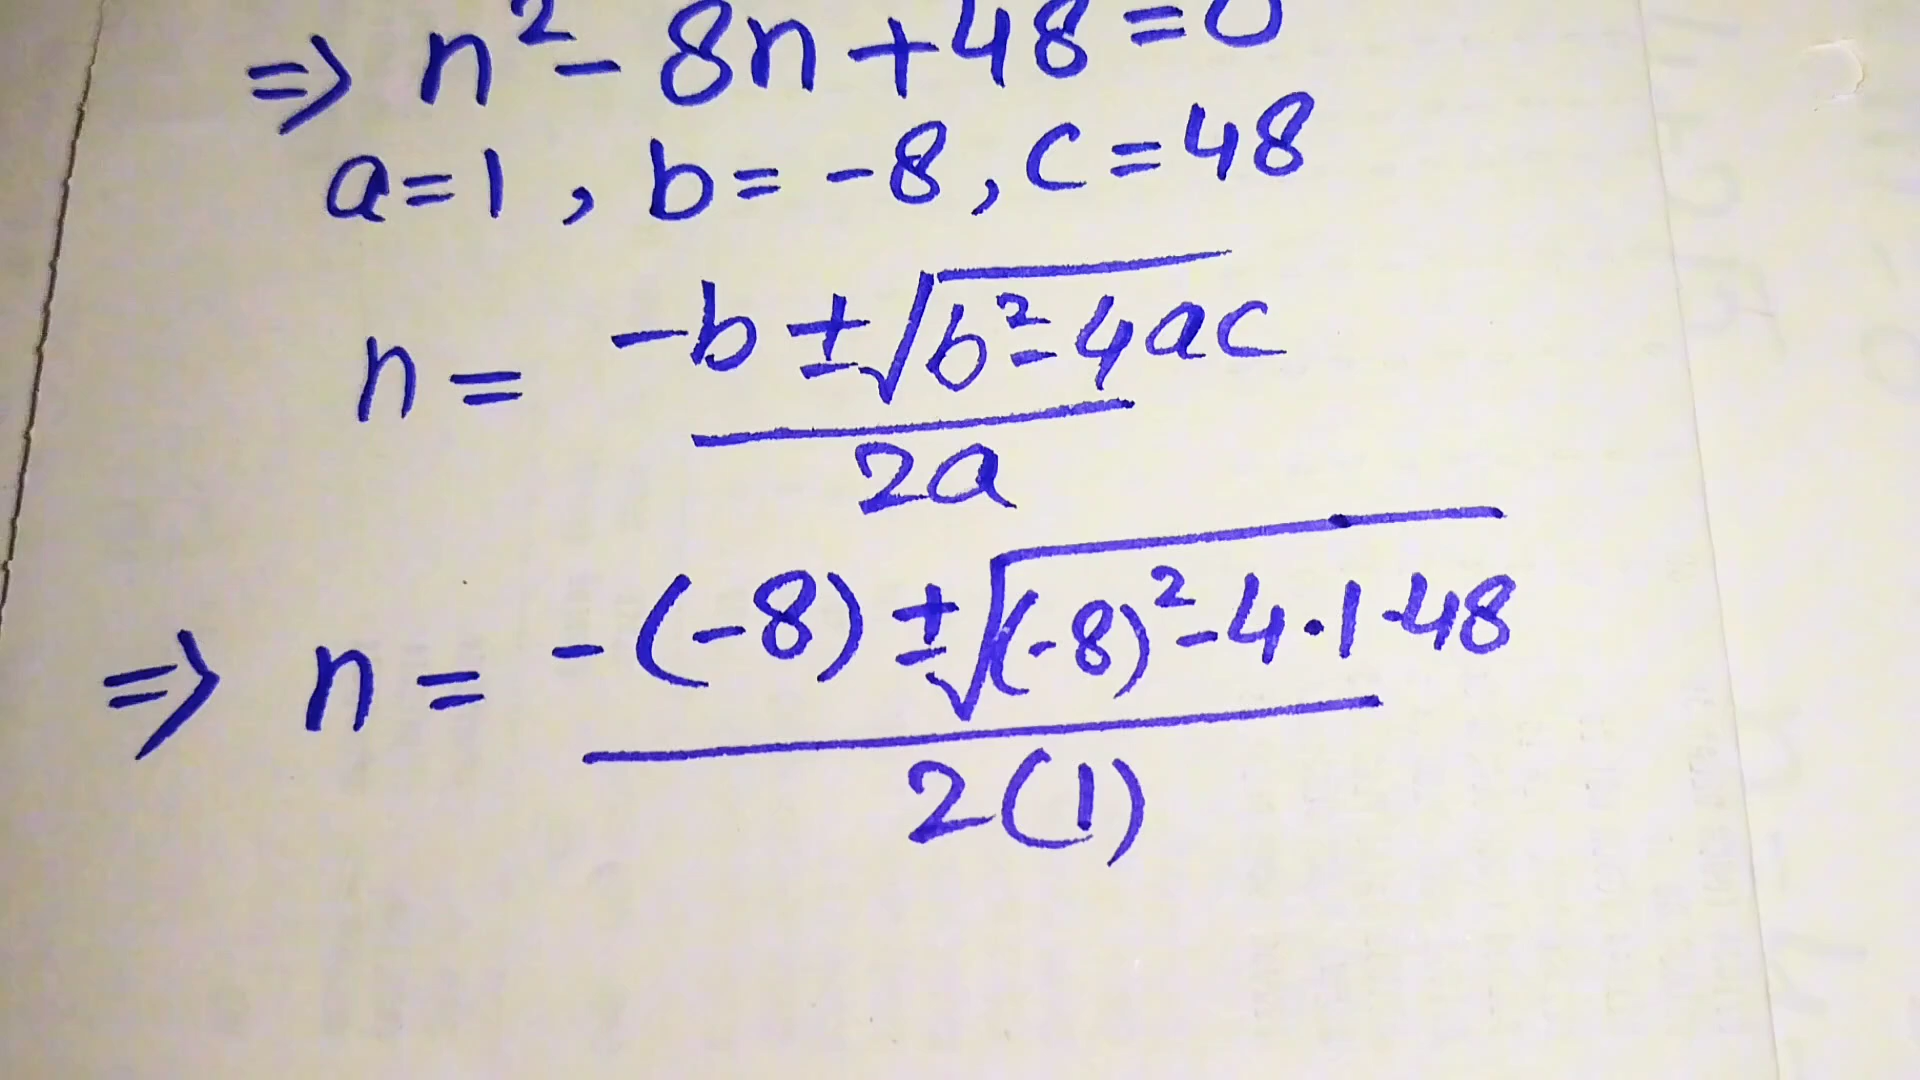 ⇒ n² - 8n + 48 = 0
a = 1 , b = -8 , c = 48
n = -b ± √b² - 4ac
2a
⇒ n = -(-8) ± √(-8)² - 4·1·48
2(1)